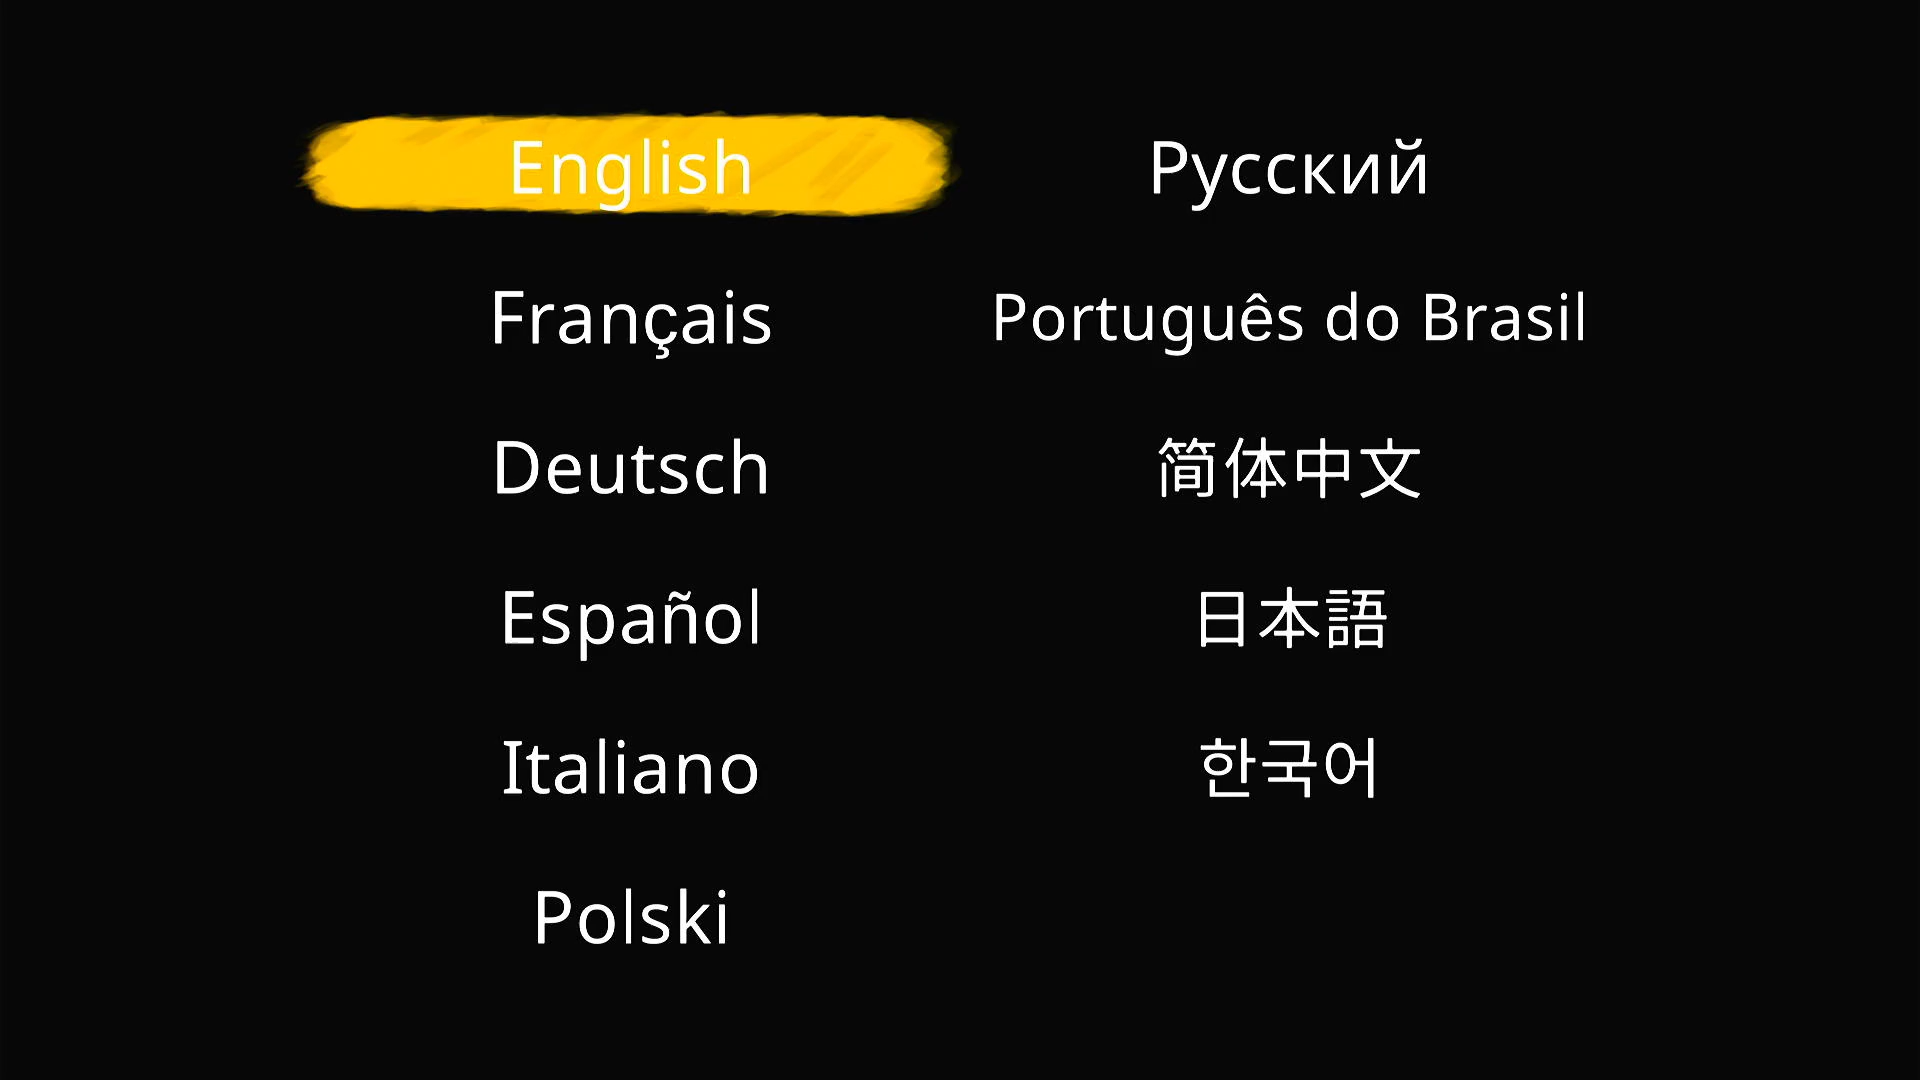 English
Français
Deutsch
Español
Italiano
Polski
Русский
Português do Brasil
简体中文
日本語
한국어